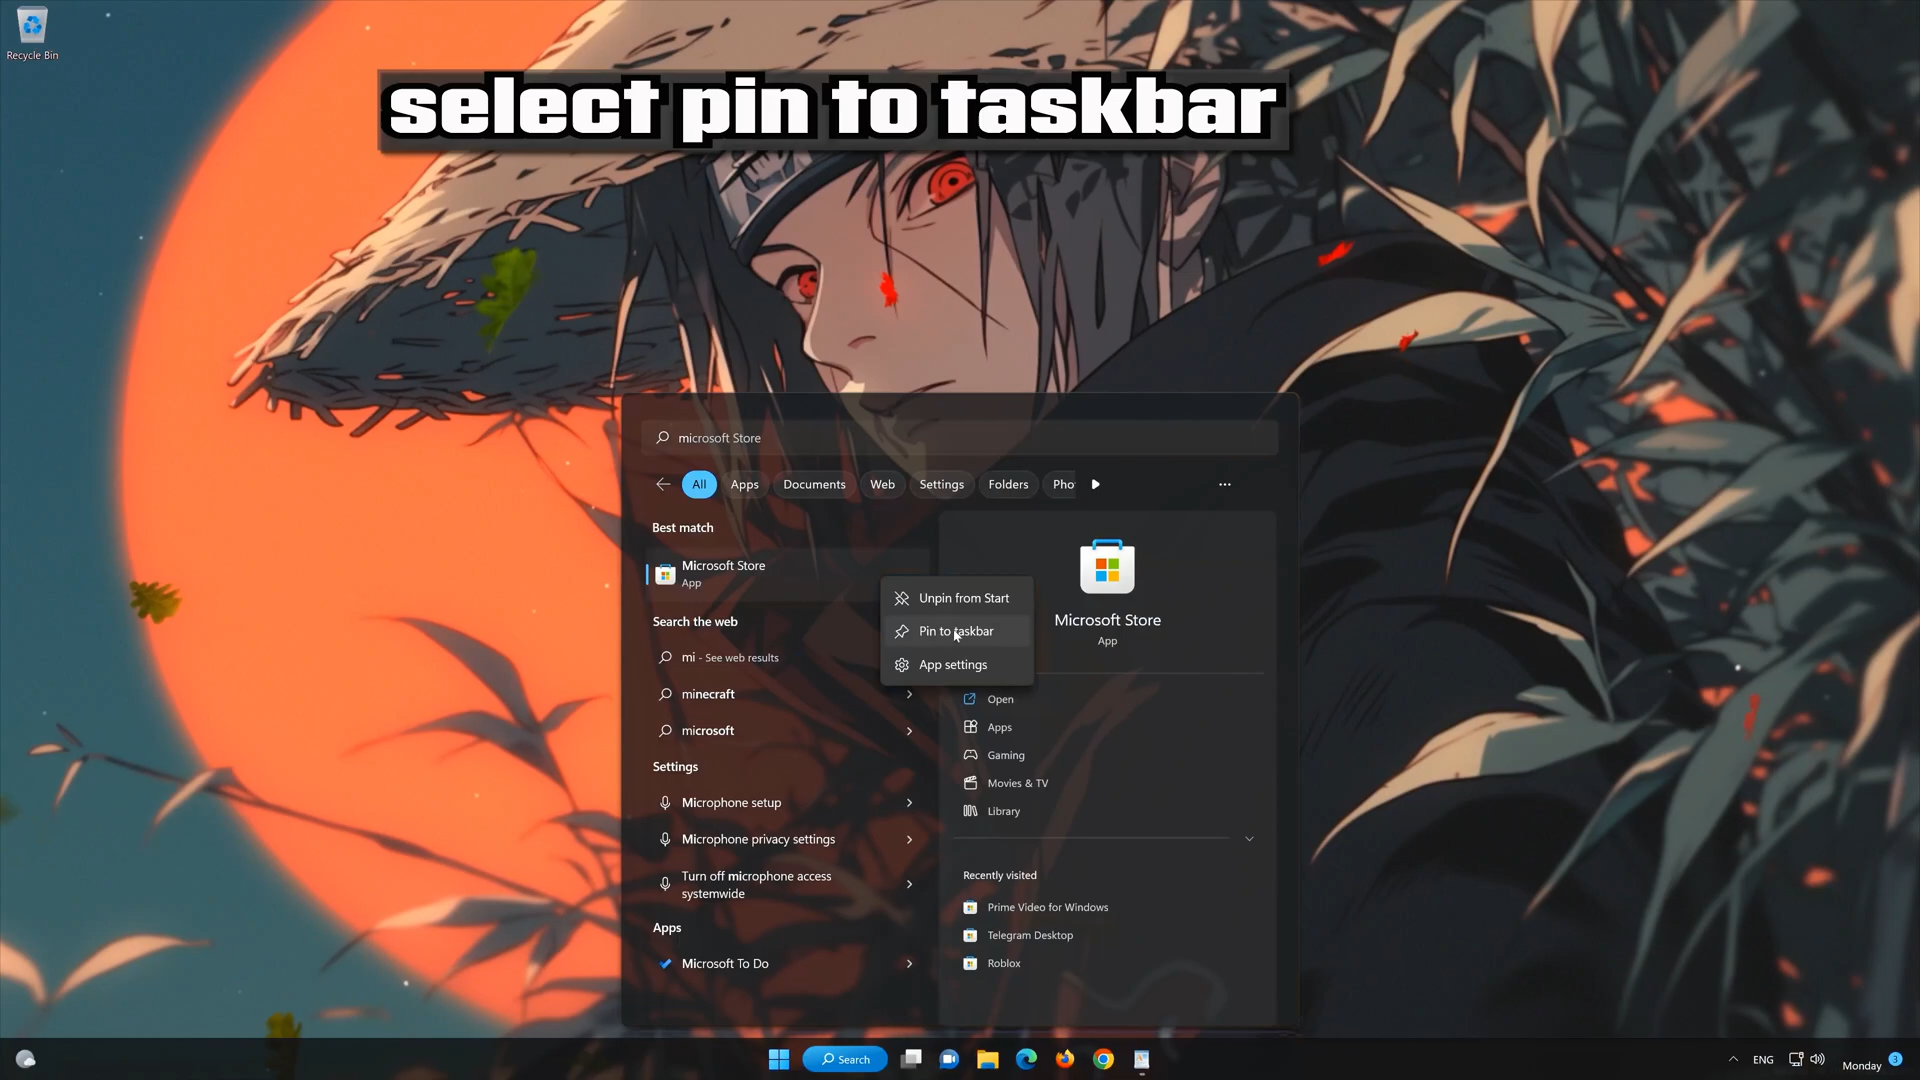 Recycle Bin
select pin to taskbar
microsoft Store
All
Apps
Documents
Web
Settings
Folders
Pho
Best match
Microsoft Store
App
Search the web
mi - See web results
minecraft
microsoft
Settings
Microphone setup
Microphone privacy settings
Turn off microphone access
systemwide
Apps
Microsoft To Do
Unpin from Start
Pin to taskbar
App settings
Microsoft Store
App
Open
Apps
Gaming
Movies & TV
Library
Recently visited
Prime Video for Windows
Telegram Desktop
Roblox
Search
ENG
Monday
3